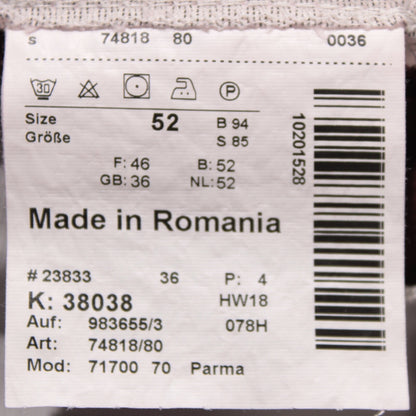 s 74818 80 0036
30 P
Size 52 B 94
Größe S 85
F: 46 B: 52
GB: 36 NL: 52
Made in Romania
# 23833 36 P: 4
K: 38038 HW18
Auf: 983655/3 078H
Art: 74818/80
Mod: 71700 70 Parma
10201528